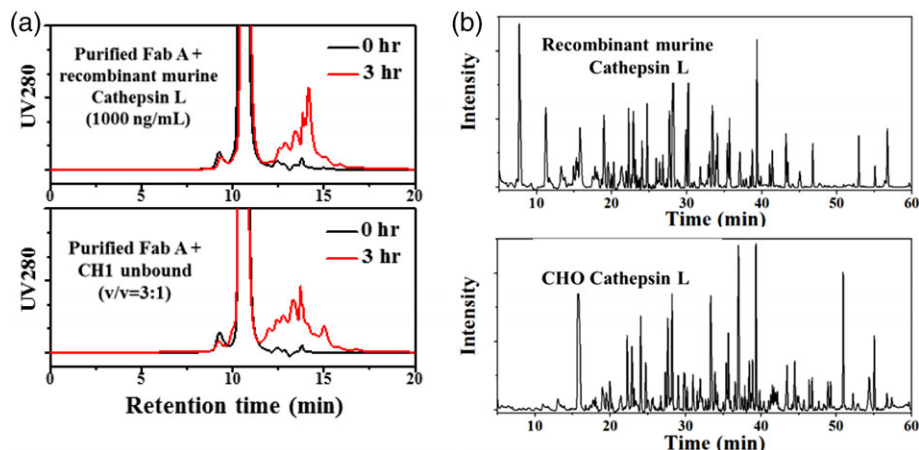 (a)
Purified Fab A +
recombinant murine
Cathepsin L
(1000 ng/mL)
0 hr
3 hr
UV280
0 5 10 15 20
Purified Fab A +
CH1 unbound
(v/v=3:1)
0 hr
3 hr
UV280
0 5 10 15 20
Retention time (min)
(b)
Recombinant murine
Cathepsin L
Intensity
10 20 30 40 50 60
Time (min)
CHO Cathepsin L
Intensity
10 20 30 40 50 60
Time (min)